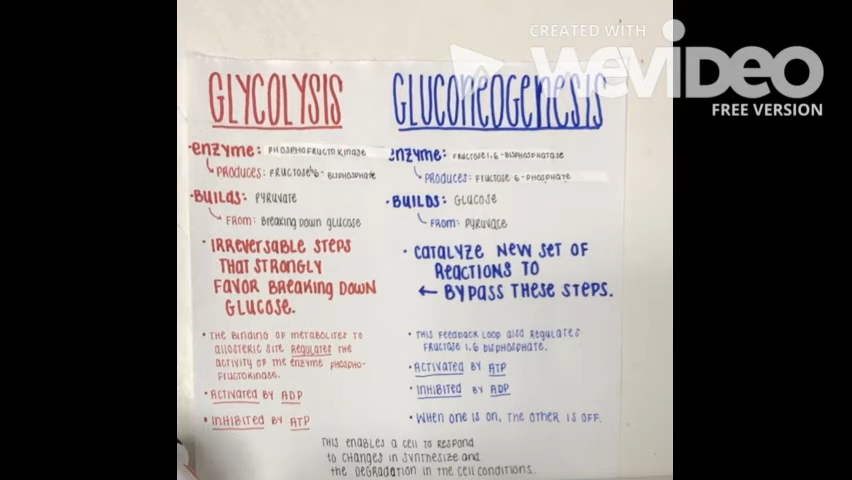 CREATED WITH
WEVIDEO
FREE VERSION
GLYCOLYSIS
•ENZYME: PHOSPHOFRUCTOKINASE
PRODUCES: FRUCTOSE 1,6-BISPHOSPHATE
•BUILDS: PYRUVATE
FROM: BREAKING DOWN GLUCOSE
• IRREVERSABLE STEPS
THAT STRONGLY
FAVOR BREAKING DOWN
GLUCOSE.
• THE BINDING OF METABOLITES TO
ALLOSTERIC SITE REGULATES THE
ACTIVITY OF THE ENZYME PHOSPHO-
FRUCTOKINASE.
• ACTIVATED BY ADP
• INHIBITED BY ATP
GLUCONEOGENESIS
ENZYME: FRUCTOSE 1,6-BISPHOSPHATASE
PRODUCES: FRUCTOSE 6-PHOSPHATE
• BUILDS: GLUCOSE
FROM: PYRUVATE
• CATALYZE NEW SET OF
REACTIONS TO
← BYPASS THESE STEPS.
• THIS FEEDBACK LOOP ALSO REGULATES
FRUCTASE 1,6 BISPHOSPHATE.
• ACTIVATED BY ATP
• INHIBITED BY ADP
• WHEN ONE IS ON, THE OTHER IS OFF.
THIS ENABLES A CELL TO RESPOND
TO CHANGES IN SYNTHESIZE AND
THE DEGRADATION IN THE CELL CONDITIONS.